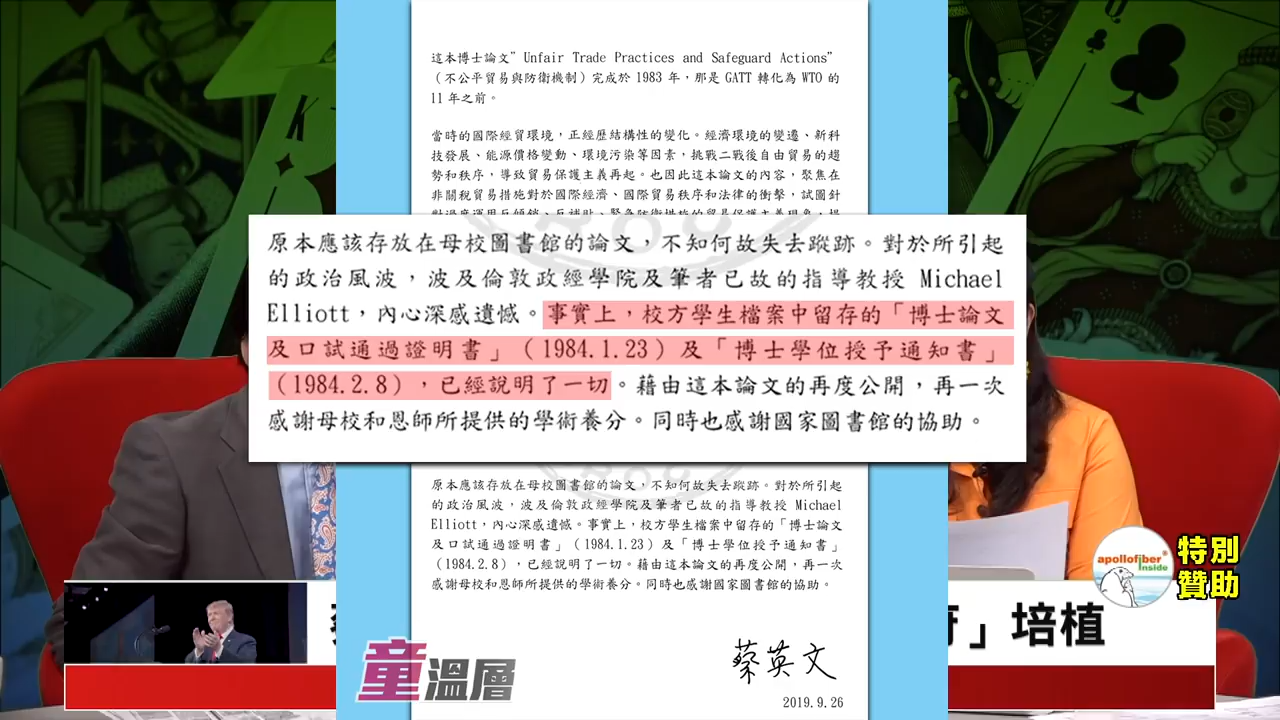 這本博士論文”Unfair Trade Practices and Safeguard Actions”
（不公平貿易與防衛機制）完成於 1983 年，那是 GATT 轉化為 WTO 的
11 年之前。
當時的國際經貿環境，正經歷結構性的變化。經濟環境的變遷、新科
技發展、能源價格變動、環境污染等因素，挑戰二戰後自由貿易的趨
勢和秩序，導致貿易保護主義再起。也因此這本論文的內容，聚焦在
非關稅貿易措施對於國際經濟、國際貿易秩序和法律的衝擊，試圖針
原本應該存放在母校圖書館的論文，不知何故失去蹤跡。對於所引起
的政治風波，波及倫敦政經學院及筆者已故的指導教授 Michael
Elliott，內心深感遺憾。事實上，校方學生檔案中留存的「博士論文
及口試通過證明書」（1984.1.23）及「博士學位授予通知書」
（1984.2.8），已經說明了一切。藉由這本論文的再度公開，再一次
感謝母校和恩師所提供的學術養分。同時也感謝國家圖書館的協助。
原本應該存放在母校圖書館的論文，不知何故失去蹤跡。對於所引起
的政治風波，波及倫敦政經學院及筆者已故的指導教授 Michael
Elliott，內心深感遺憾。事實上，校方學生檔案中留存的「博士論文
及口試通過證明書」（1984.1.23）及「博士學位授予通知書」
（1984.2.8），已經說明了一切。藉由這本論文的再度公開，再一次
感謝母校和恩師所提供的學術養分。同時也感謝國家圖書館的協助。
蔡英文
2019.9.26
apollofiber®
inside
特別
贊助
」培植
童溫層